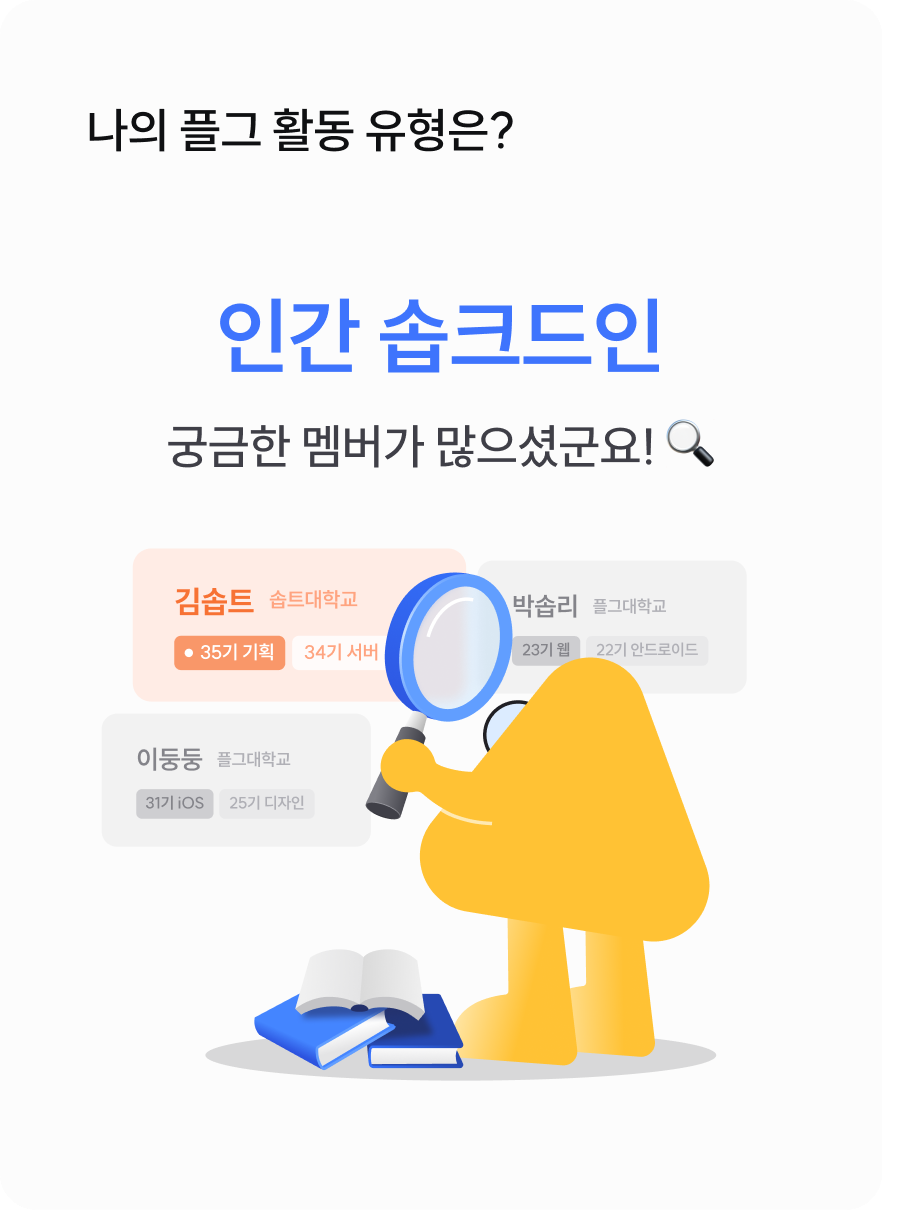 나의 플그 활동 유형은?
인간 솝크드인
궁금한 멤버가 많으셨군요! 🔍
김솝트 솝트대학교
35기 기획 34기 서버
박솝리 플그대학교
23기 웹 22기 안드로이드
이둥둥 플그대학교
31기 iOS 25기 디자인